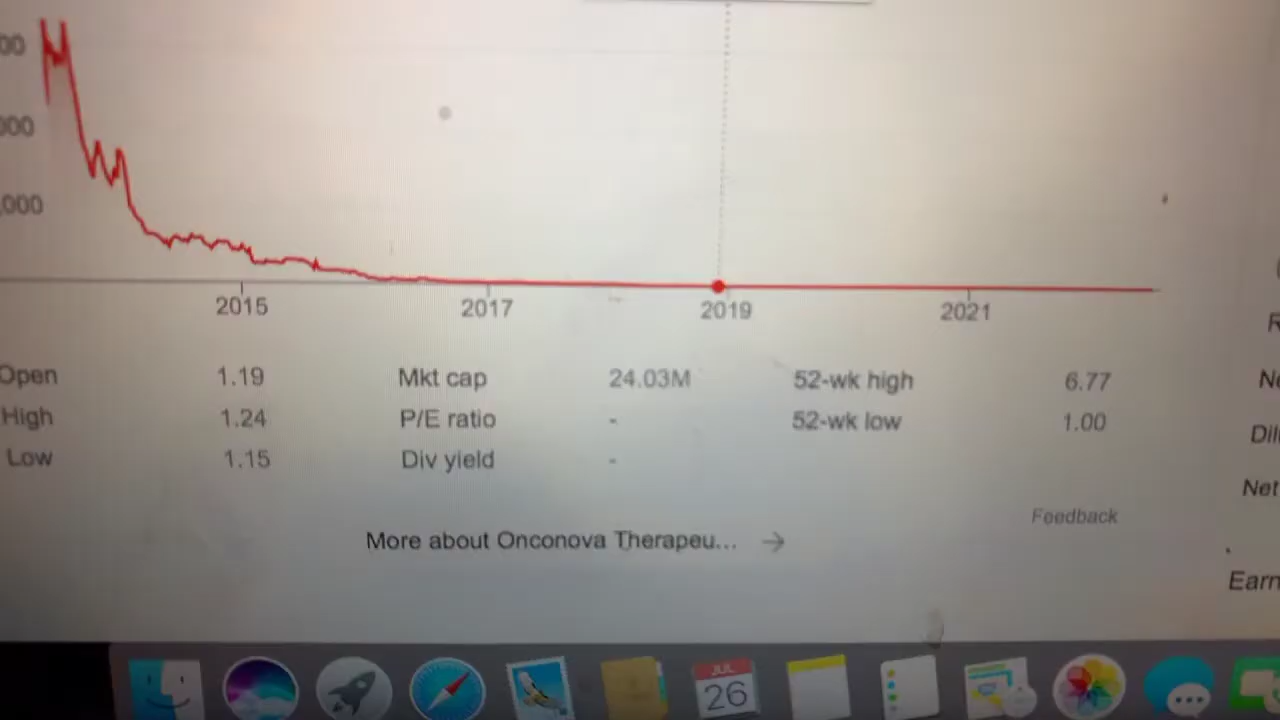 00
000
,000
2015 2017 2019 2021
Open 1.19 Mkt cap 24.03M 52-wk high 6.77
High 1.24 P/E ratio - 52-wk low 1.00
Low 1.15 Div yield -
Feedback
More about Onconova Therapeu... →
Net
Earn
JUL
26